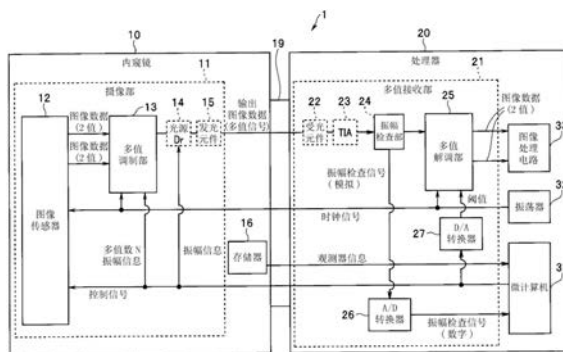 1
10
内窥镜
11
摄像部
12
图像传感器
图像数据
(2值)
图像数据
(2值)
13
多值
调制部
14
光源
Dr
15
发光
元件
输出
图像数据
(多值信号)
19
20
处理器
21
多值接收部
22
受光
元件
23
TIA
24
振幅
检查部
25
多值
解调部
图像数据
(2值)
图像
处理
电路
振幅检查信号
(模拟)
阈值
时钟信号
振荡器
27
D/A
转换器
多值数N
振幅信息
振幅信息
16
存储器
观测器信息
控制信号
微计算机
26
A/D
转换器
振幅检查信号
(数字)